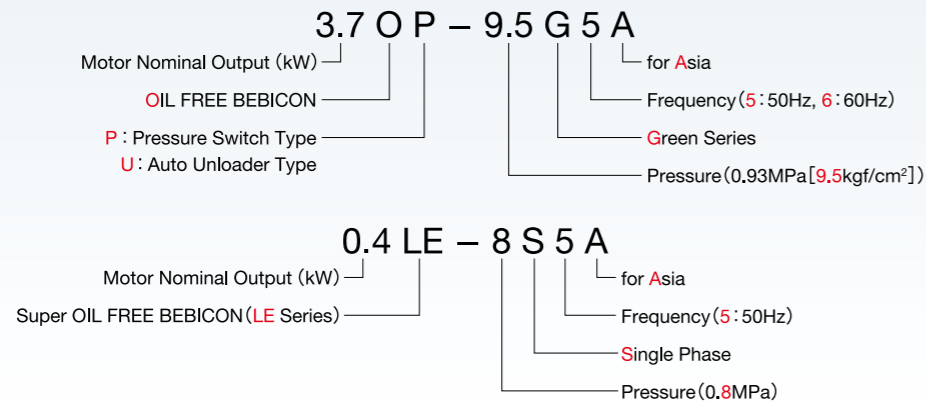 3.7 O P – 9.5 G 5 A
Motor Nominal Output (kW)
for Asia
OIL FREE BEBICON
Frequency(5:50Hz, 6:60Hz)
P : Pressure Switch Type
Green Series
U : Auto Unloader Type
Pressure(0.93MPa[9.5kgf/cm²])
0.4 LE – 8 S 5 A
Motor Nominal Output (kW)
for Asia
Super OIL FREE BEBICON(LE Series)
Frequency(5:50Hz)
Single Phase
Pressure(0.8MPa)